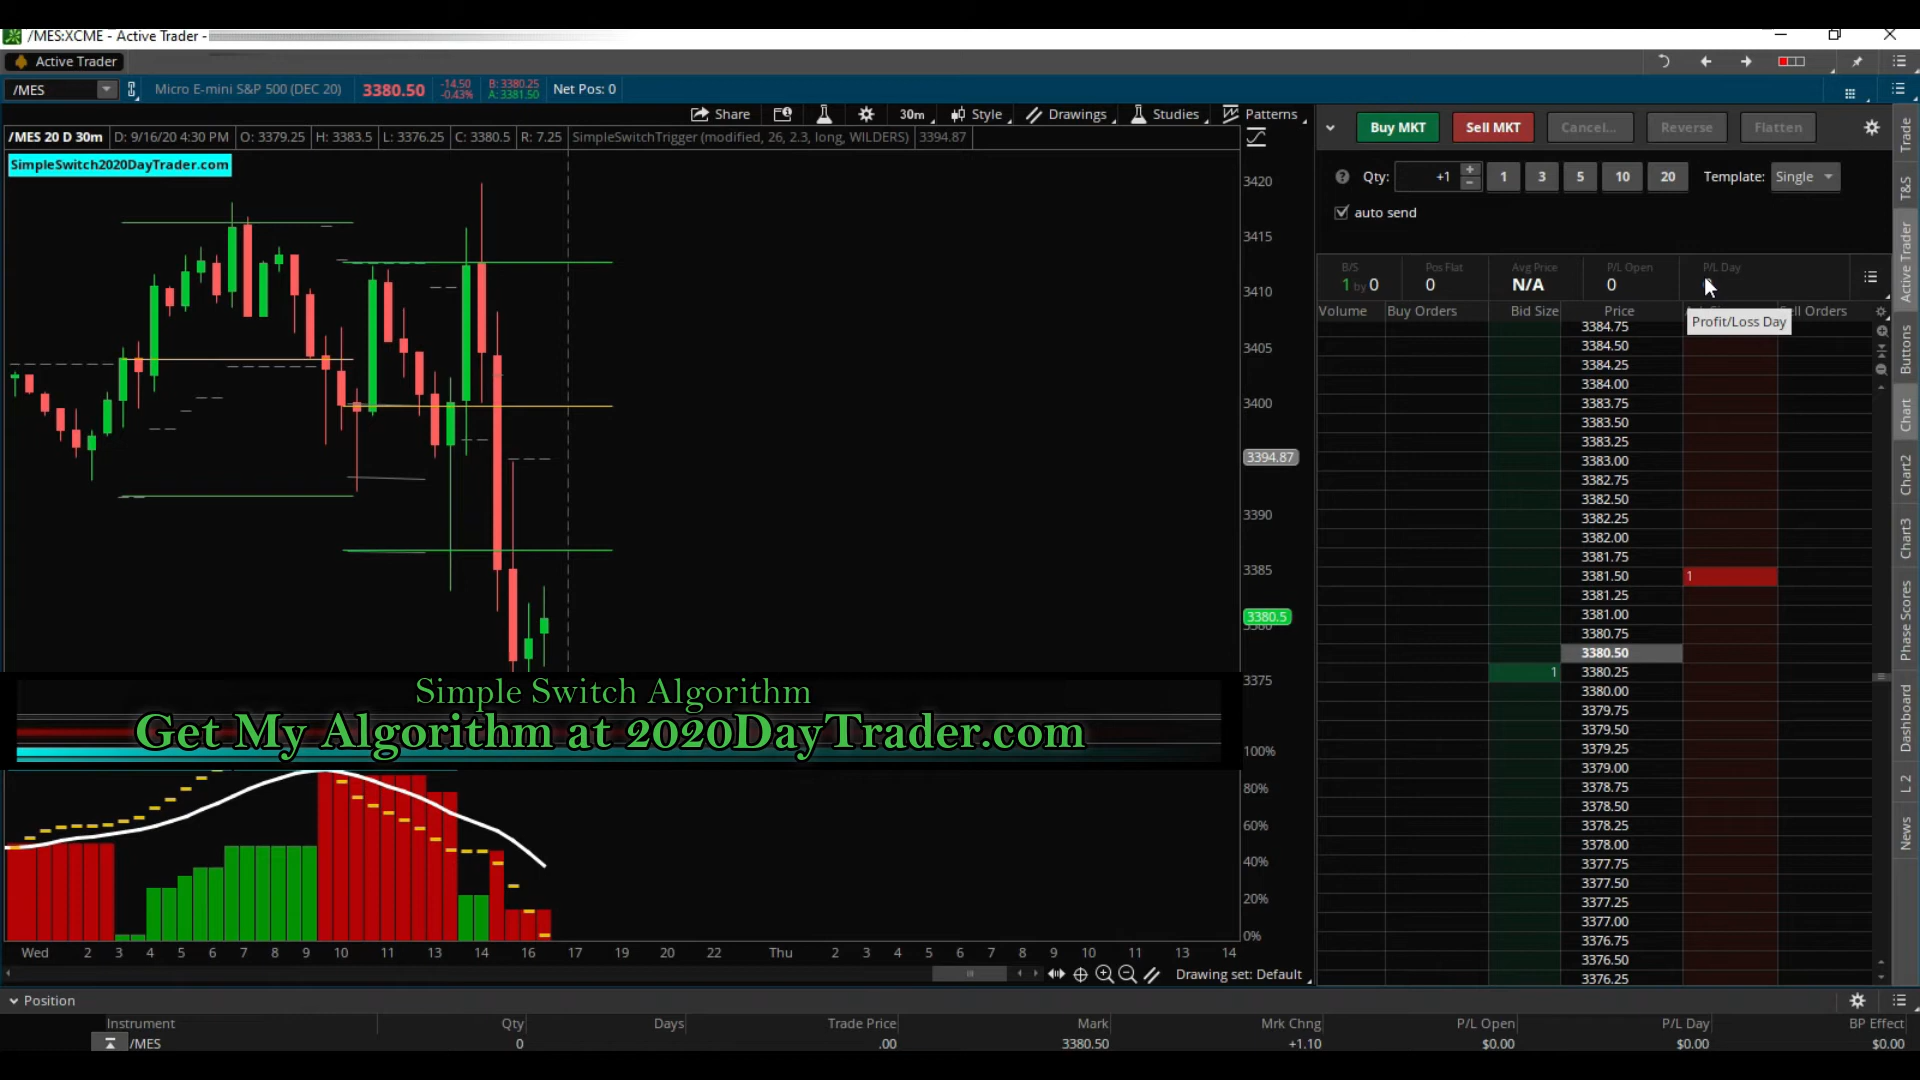 /MES:XCME - Active Trader -
Active Trader
/MES
Micro E-mini S&P 500 (DEC 20)
3380.50
-14.50
-0.43%
B: 3380.25
A: 3381.50
Net Pos: 0
Share
30m
Style
Drawings
Studies
Patterns
/MES 20 D 30m
D: 9/16/20 4:30 PM
O: 3379.25
H: 3383.5
L: 3376.25
C: 3380.5
R: 7.25
SimpleSwitchTrigger (modified, 26, 2.3, long, WILDERS)
3394.87
SimpleSwitch2020DayTrader.com
3420
3415
3410
3405
3400
3394.87
3390
3385
3380.5
3375
Simple Switch Algorithm
Get My Algorithm at 2020DayTrader.com
100%
80%
60%
40%
20%
0%
Wed 2 3 4 5 6 7 8 9 10 11 13 14 16 17 19 20 22 Thu 2 3 4 5 6 7 8 9 10 11 13 14
Drawing set: Default
Buy MKT
Sell MKT
Cancel...
Reverse
Flatten
Qty:
+1
1
3
5
10
20
Template:
Single
auto send
B/S
Pos Flat
Avg Price
P/L Open
P/L Day
1 by 0
0
N/A
0
Profit/Loss Day
Volume
Buy Orders
Bid Size
Price
ll Orders
3384.75
3384.50
3384.25
3384.00
3383.75
3383.50
3383.25
3383.00
3382.75
3382.50
3382.25
3382.00
3381.75
3381.50 1
3381.25
3381.00
3380.75
3380.50
1 3380.25
3380.00
3379.75
3379.50
3379.25
3379.00
3378.75
3378.50
3378.25
3378.00
3377.75
3377.50
3377.25
3377.00
3376.75
3376.50
3376.25
Trade
T&S
Active Trader
Buttons
Chart
Chart2
Chart3
Phase Scores
Dashboard
L 2
News
Position
Instrument
Qty
Days
Trade Price
Mark
Mrk Chng
P/L Open
P/L Day
BP Effect
/MES
0
.00
3380.50
+1.10
$0.00
$0.00
$0.00